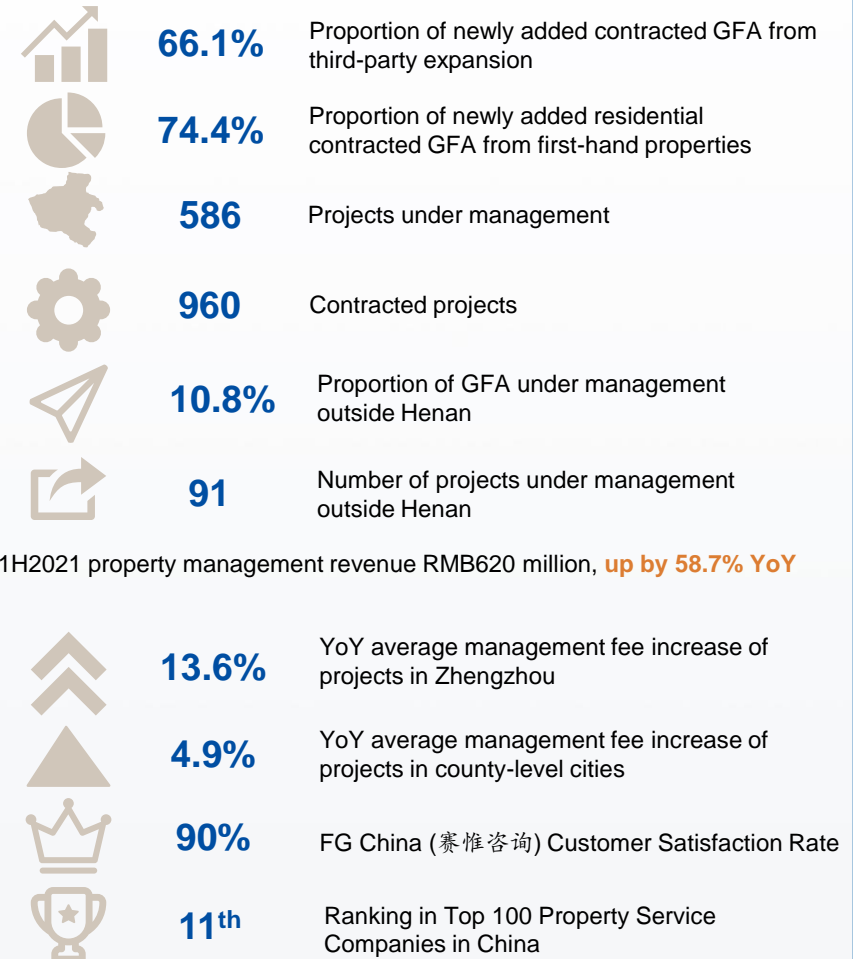 66.1%
Proportion of newly added contracted GFA from
third-party expansion
74.4%
Proportion of newly added residential
contracted GFA from first-hand properties
586
Projects under management
960
Contracted projects
10.8%
Proportion of GFA under management
outside Henan
91
Number of projects under management
outside Henan
1H2021 property management revenue RMB620 million, up by 58.7% YoY
13.6%
YoY average management fee increase of
projects in Zhengzhou
4.9%
YoY average management fee increase of
projects in county-level cities
90%
FG China (赛惟咨询) Customer Satisfaction Rate
11th
Ranking in Top 100 Property Service
Companies in China